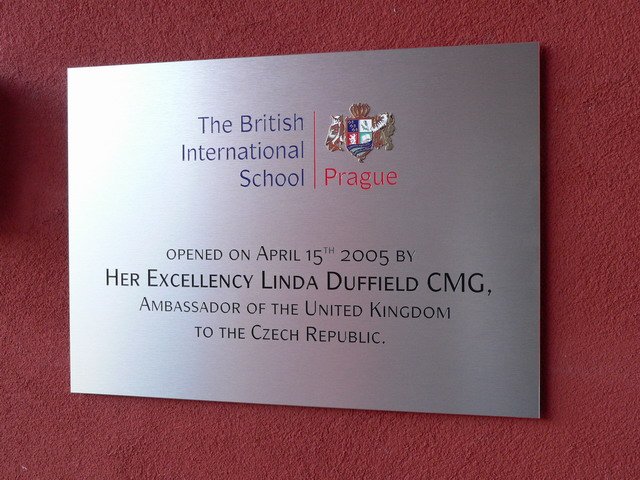 The British
International
School Prague
OPENED ON APRIL 15TH 2005 BY
HER EXCELLENCY LINDA DUFFIELD CMG,
AMBASSADOR OF THE UNITED KINGDOM
TO THE CZECH REPUBLIC.